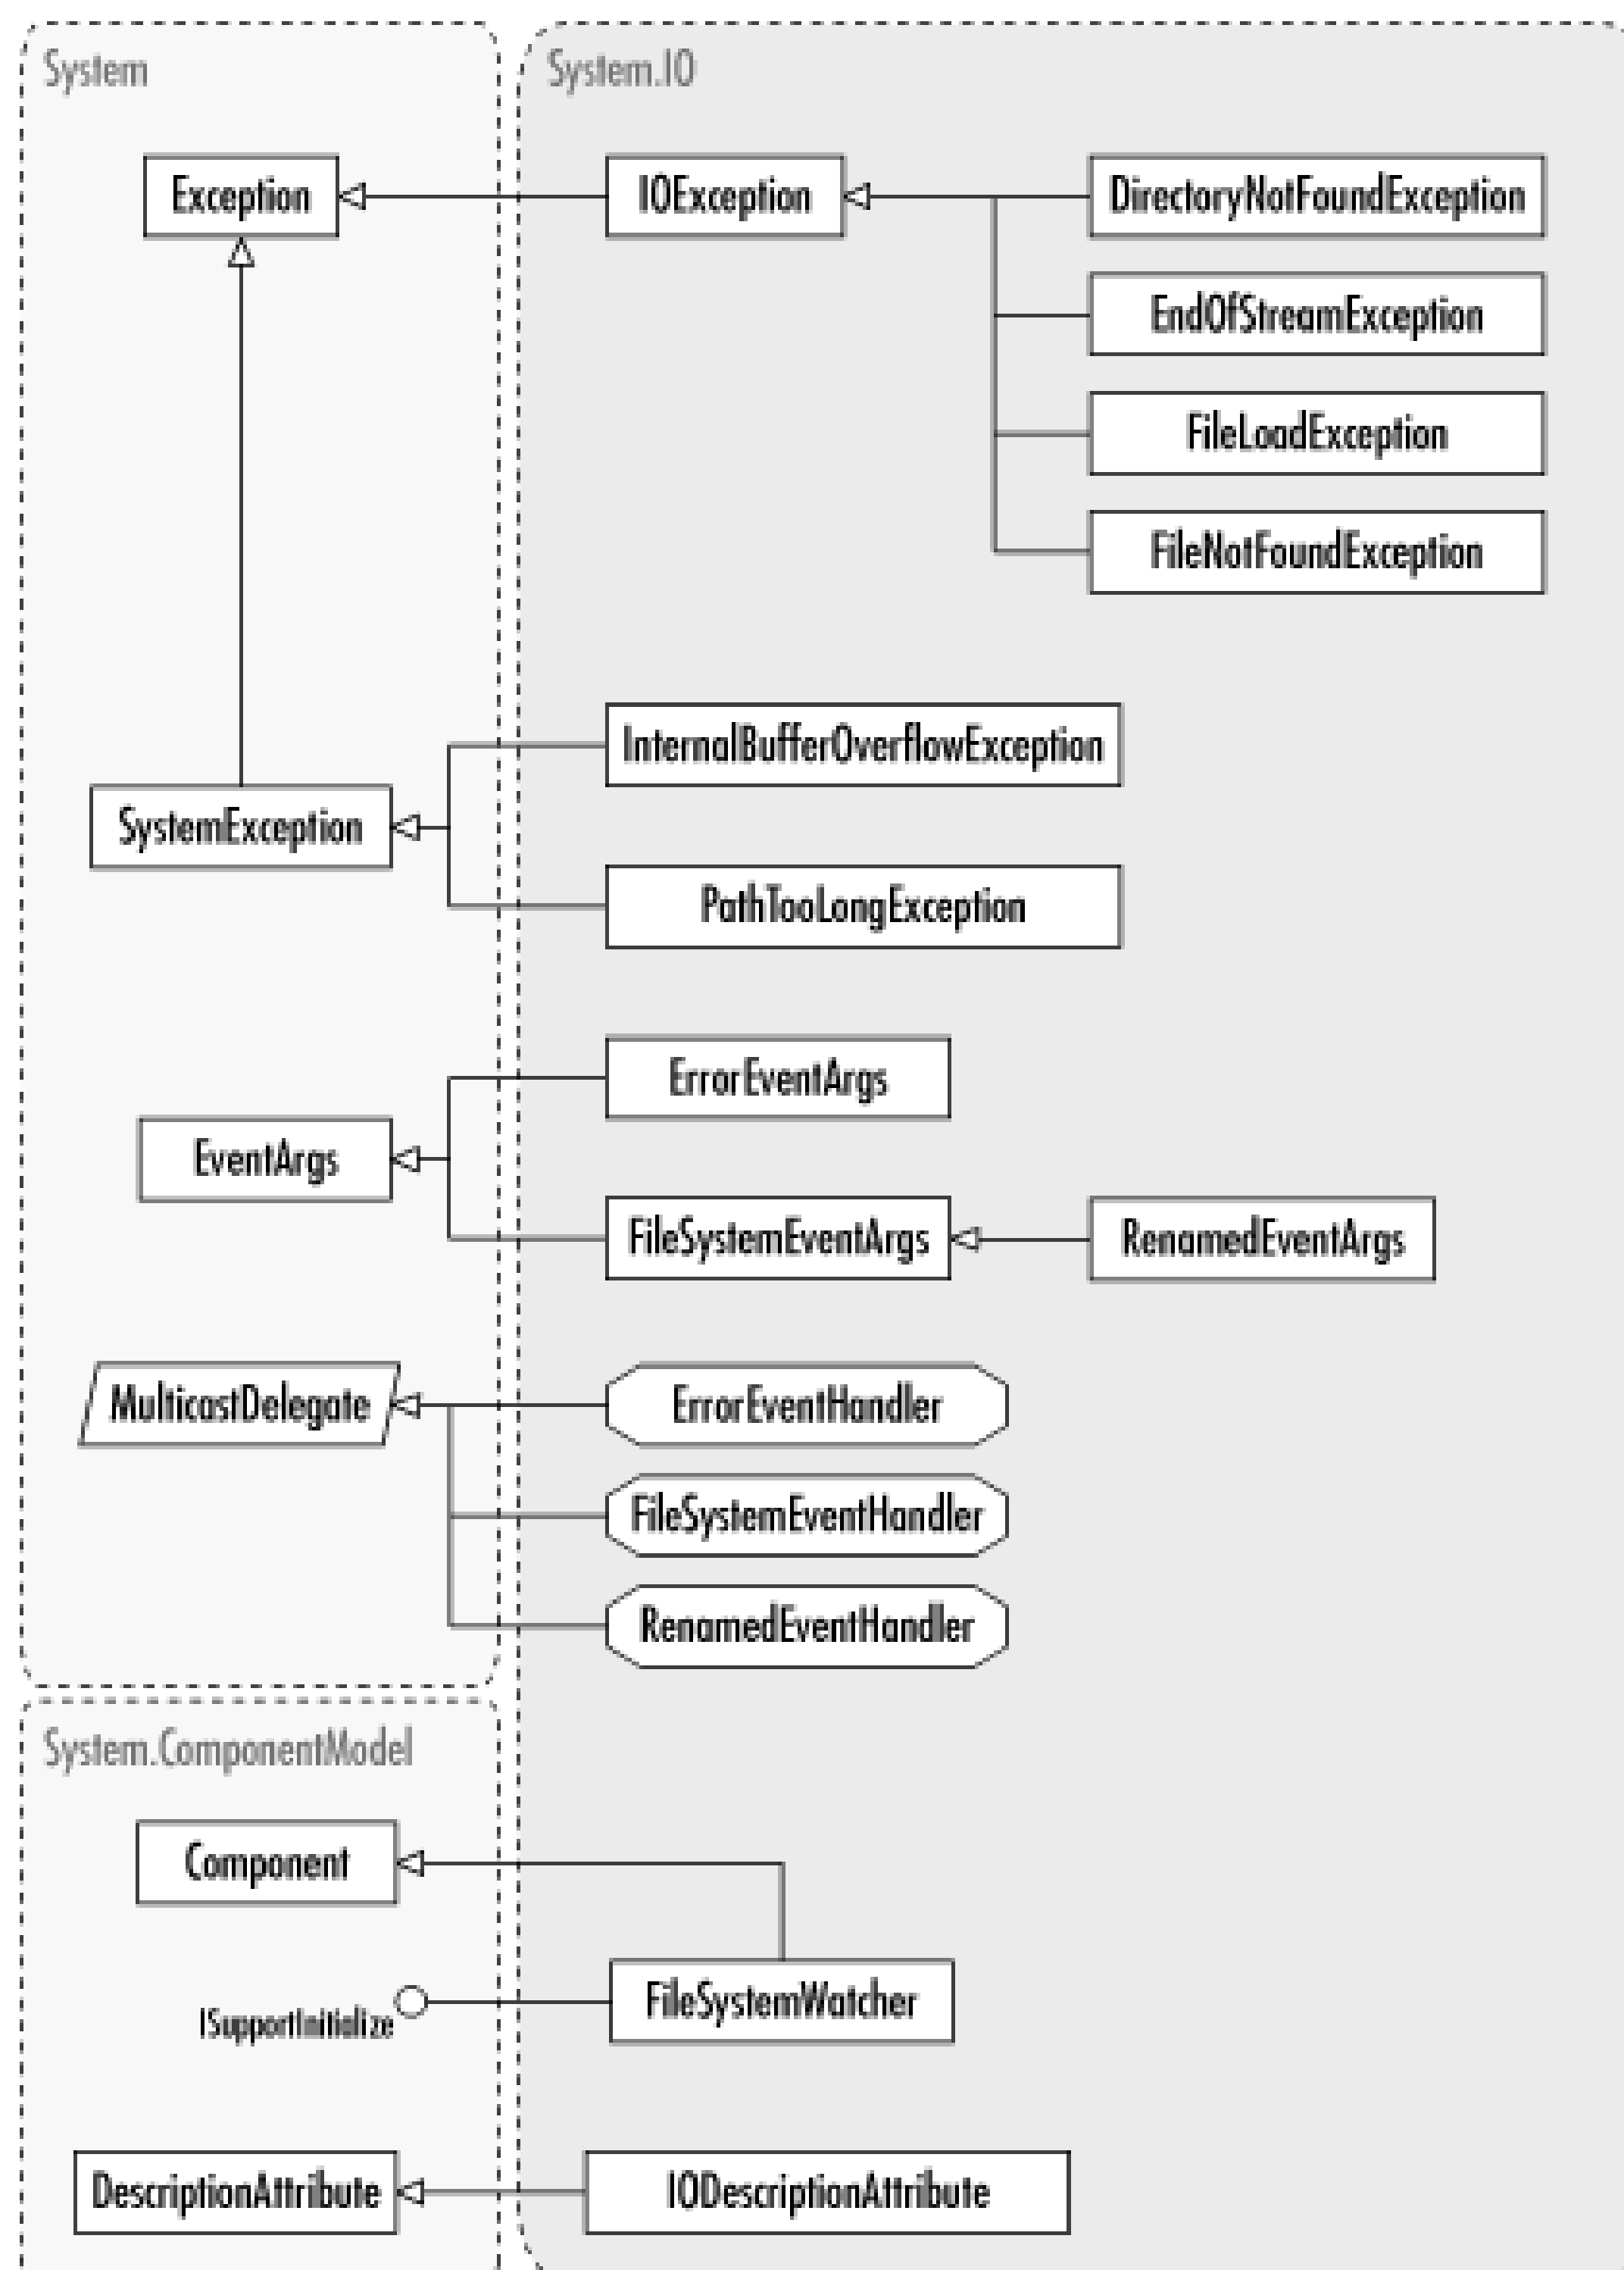 System
System.IO
Exception
IOException
DirectoryNotFoundException
EndOfStreamException
FileLoadException
FileNotFoundException
InternalBufferOverflowException
SystemException
PathTooLongException
ErrorEventArgs
EventArgs
FileSystemEventArgs
RenamedEventArgs
MulticastDelegate
ErrorEventHandler
FileSystemEventHandler
RenamedEventHandler
System.ComponentModel
Component
FileSystemWatcher
ISupportInitialize
DescriptionAttribute
IODescriptionAttribute